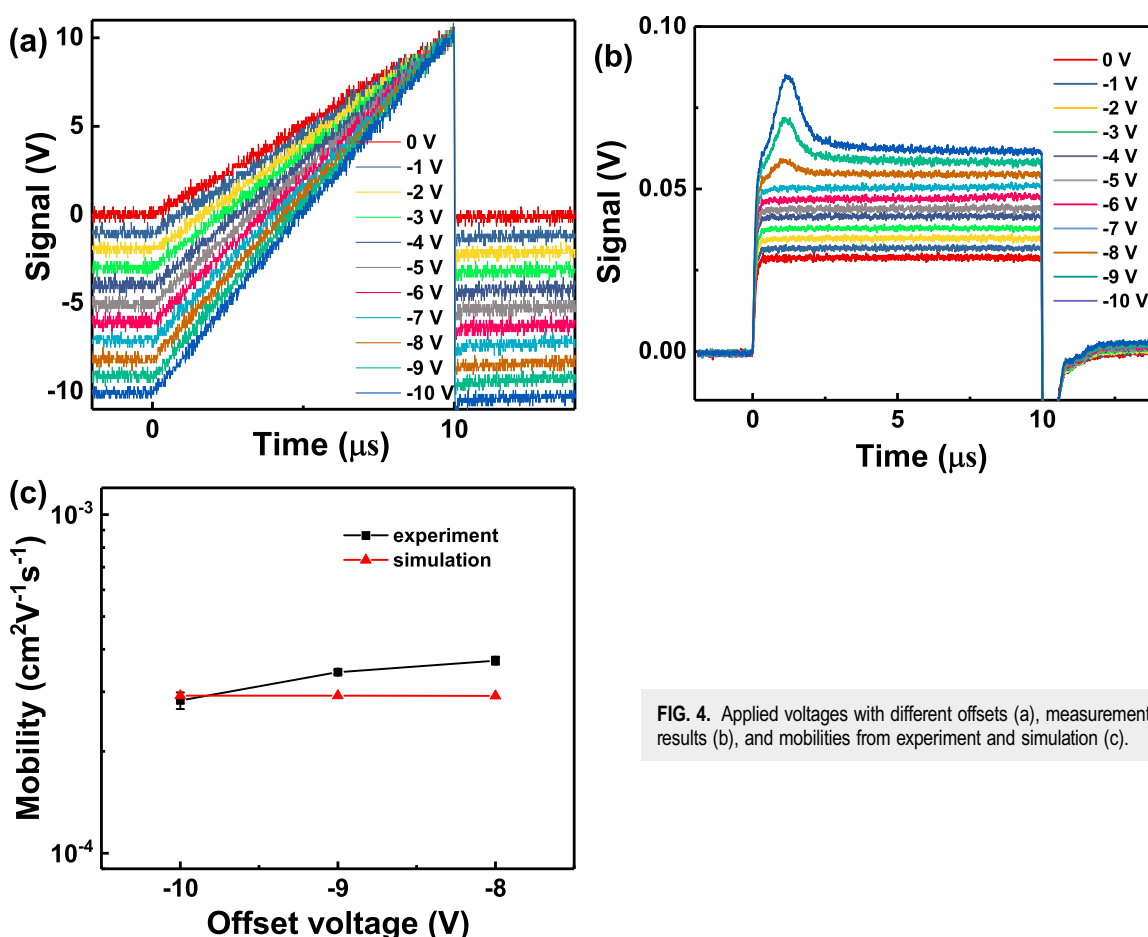 (a)
10
5
0
-5
-10
Signal (V)
0 V
-1 V
-2 V
-3 V
-4 V
-5 V
-6 V
-7 V
-8 V
-9 V
-10 V
0
10
Time (μs)
(b)
0.10
0.05
0.00
Signal (V)
0 V
-1 V
-2 V
-3 V
-4 V
-5 V
-6 V
-7 V
-8 V
-9 V
-10 V
0
5
10
Time (μs)
(c)
10⁻³
10⁻⁴
Mobility (cm²V⁻¹s⁻¹)
experiment
simulation
-10
-9
-8
Offset voltage (V)
FIG. 4. Applied voltages with different offsets (a), measurement
results (b), and mobilities from experiment and simulation (c).